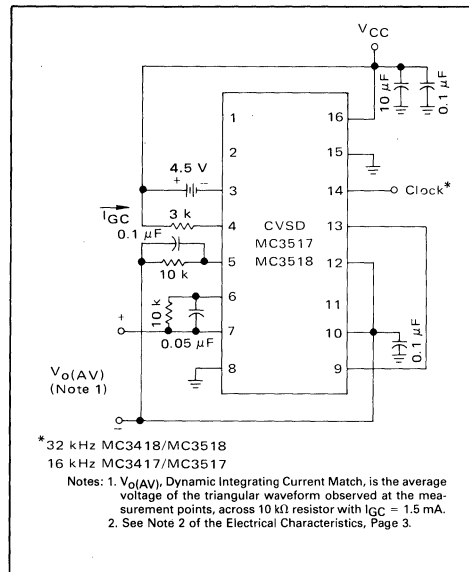 VCC
10 µF
0.1 µF
1
16
2
15
4.5 V
+ −
3
14
Clock*
IGC
3 k
4
CVSD
13
0.1 µF
MC3517
10 k
5
MC3518
12
6
11
10 k
+
7
0.05 µF
10
0.1 µF
8
9
Vo(AV)
(Note 1)
−
*32 kHz MC3418/MC3518
16 kHz MC3417/MC3517
Notes: 1. Vo(AV), Dynamic Integrating Current Match, is the average
voltage of the triangular waveform observed at the mea-
surement points, across 10 kΩ resistor with IGC = 1.5 mA.
2. See Note 2 of the Electrical Characteristics, Page 3.